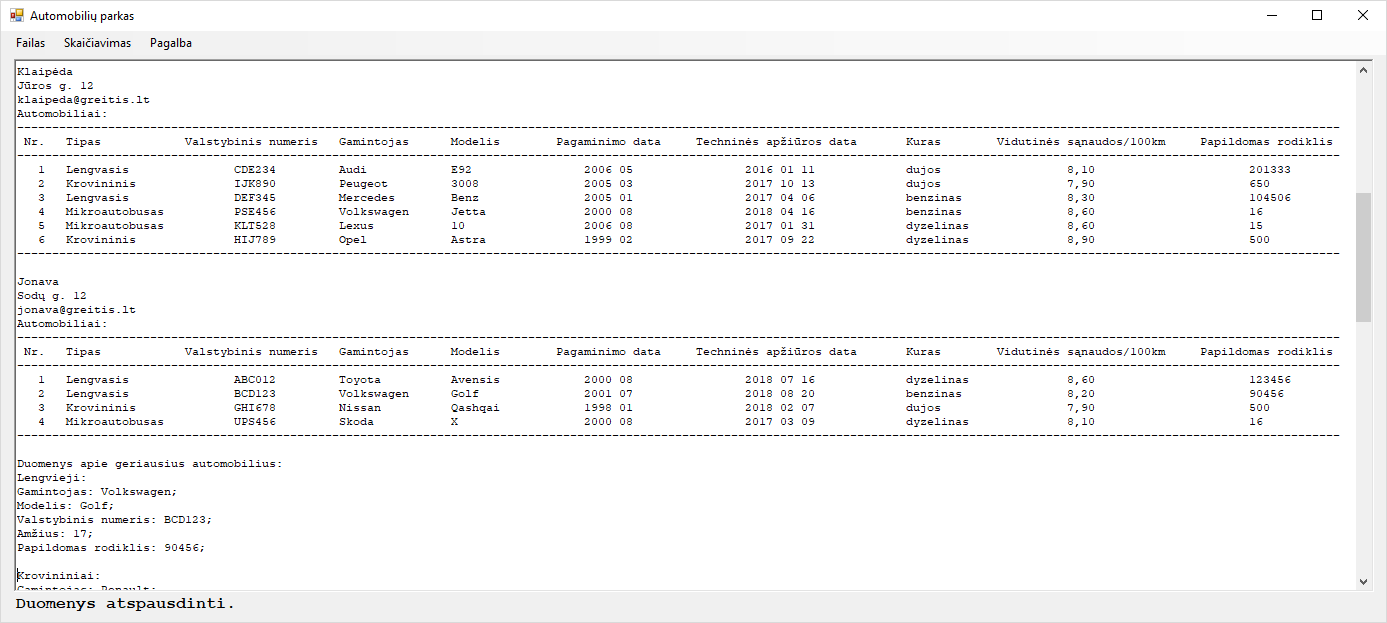 Automobilių parkas
Failas Skaičiavimas Pagalba
Klaipėda
Jūros g. 12
klaipeda@greitis.lt
Automobiliai:
Nr. Tipas Valstybinis numeris Gamintojas Modelis Pagaminimo data Techninės apžiūros data Kuras Vidutinės sąnaudos/100km Papildomas rodiklis
1 Lengvasis CDE234 Audi E92 2006 05 2016 01 11 dujos 8,10 201333
2 Krovininis IJK890 Peugeot 3008 2005 03 2017 10 13 dujos 7,90 650
3 Lengvasis DEF345 Mercedes Benz 2005 01 2017 04 06 benzinas 8,30 104506
4 Mikroautobusas PSE456 Volkswagen Jetta 2000 08 2018 04 16 benzinas 8,60 16
5 Mikroautobusas KLT528 Lexus 10 2006 08 2017 01 31 dyzelinas 8,60 15
6 Krovininis HIJ789 Opel Astra 1999 02 2017 09 22 dyzelinas 8,90 500
Jonava
Sodų g. 12
jonava@greitis.lt
Automobiliai:
Nr. Tipas Valstybinis numeris Gamintojas Modelis Pagaminimo data Techninės apžiūros data Kuras Vidutinės sąnaudos/100km Papildomas rodiklis
1 Lengvasis ABC012 Toyota Avensis 2000 08 2018 07 16 dyzelinas 8,60 123456
2 Lengvasis BCD123 Volkswagen Golf 2001 07 2018 08 20 benzinas 8,20 90456
3 Krovininis GHI678 Nissan Qashqai 1998 01 2018 02 07 dujos 7,90 500
4 Mikroautobusas UPS456 Skoda X 2000 08 2017 03 09 dyzelinas 8,10 16
Duomenys apie geriausius automobilius:
Lengvieji:
Gamintojas: Volkswagen;
Modelis: Golf;
Valstybinis numeris: BCD123;
Amžius: 17;
Papildomas rodiklis: 90456;
Krovininiai:
Gamintojas: Renault;
Duomenys atspausdinti.